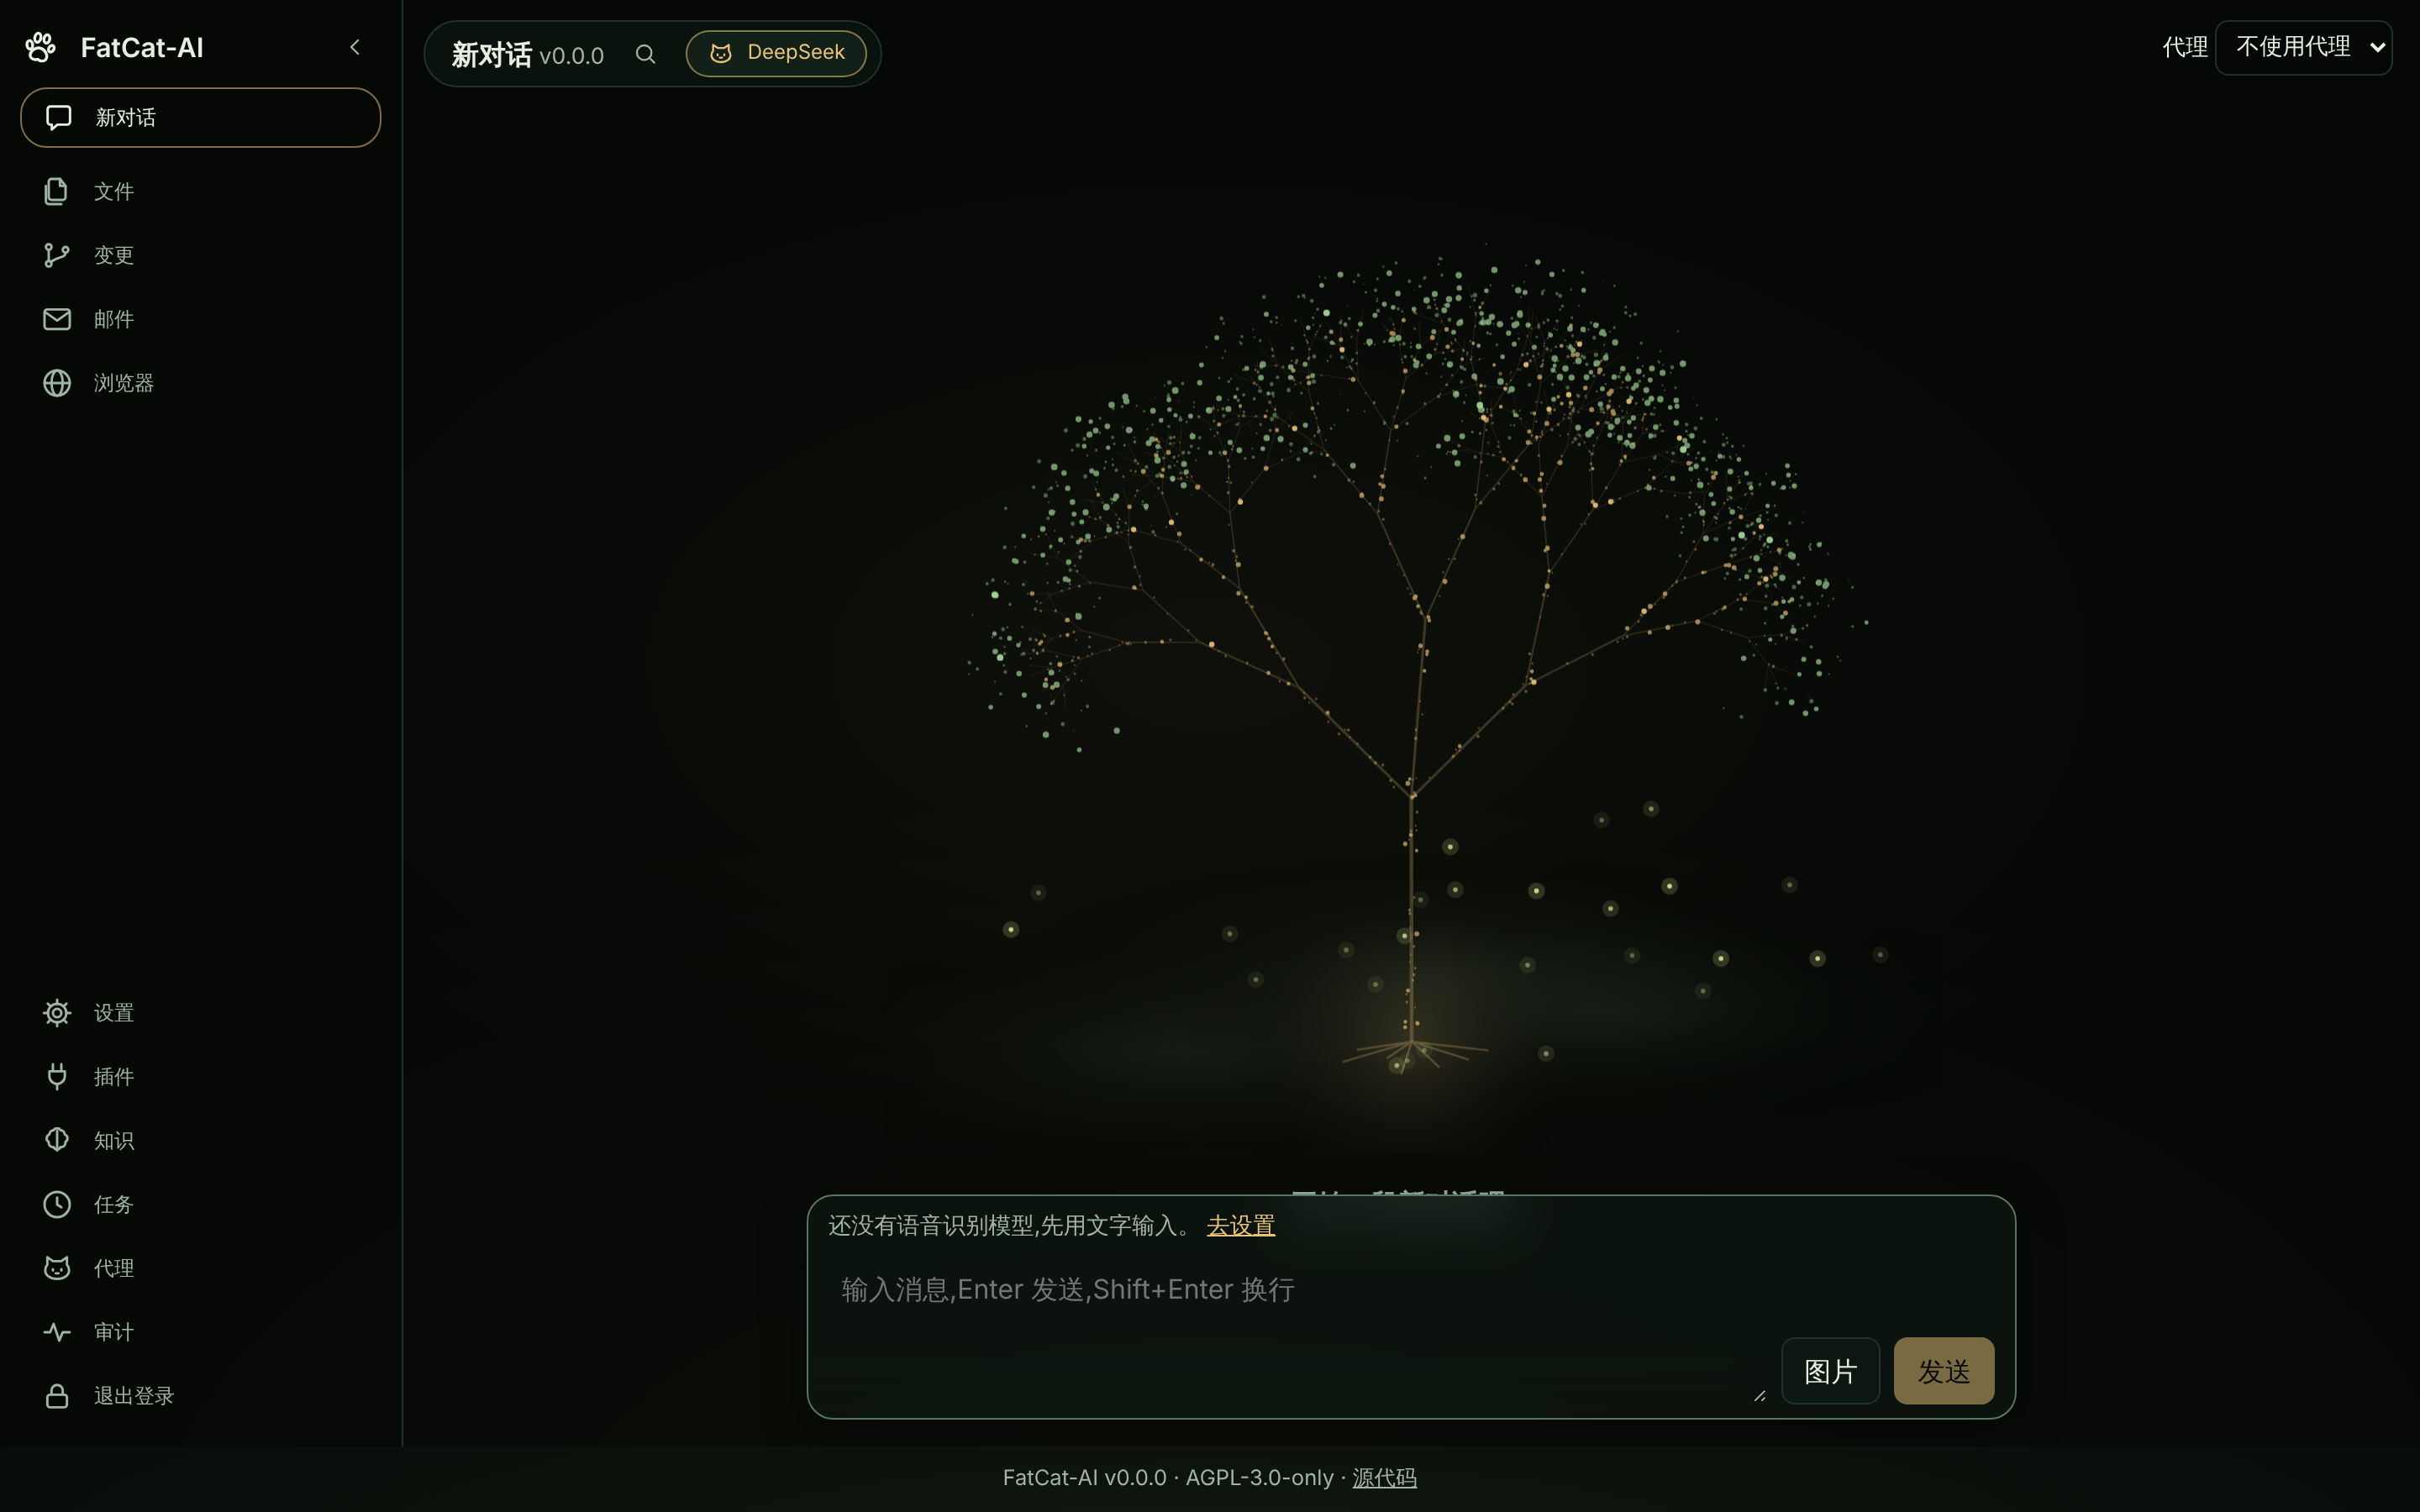 FatCat-AI
新对话
文件
变更
邮件
浏览器
设置
插件
知识
任务
代理
审计
退出登录
新对话 v0.0.0
DeepSeek
代理 不使用代理
还没有语音识别模型,先用文字输入。 去设置
输入消息,Enter 发送,Shift+Enter 换行
图片
发送
FatCat-AI v0.0.0 · AGPL-3.0-only · 源代码